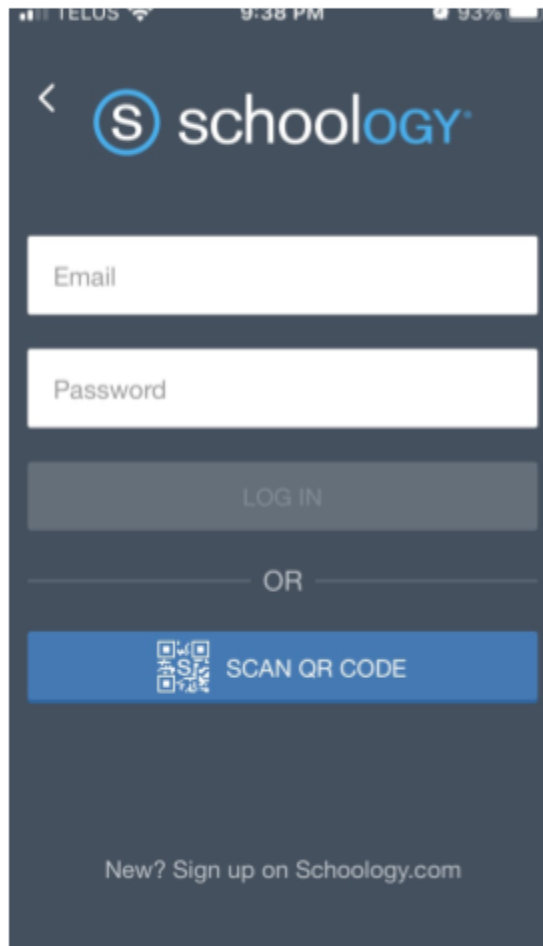 TELUS 9:38 PM 93%
S schoology
Email
Password
LOG IN
OR
S SCAN QR CODE
New? Sign up on Schoology.com